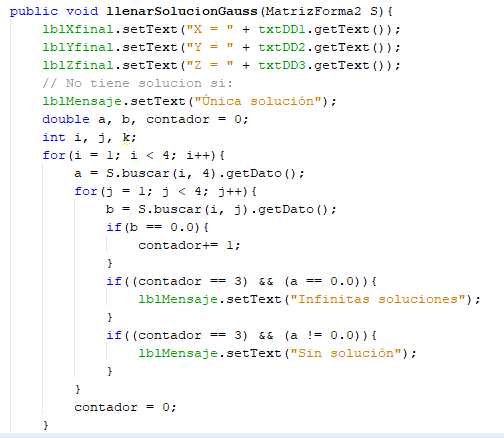 public void llenarSolucionGauss(MatrizForma2 S){
    lblXfinal.setText("X = " + txtDD1.getText());
    lblYfinal.setText("Y = " + txtDD2.getText());
    lblZfinal.setText("Z = " + txtDD3.getText());
    // No tiene solucion si:
    lblMensaje.setText("Única solución");
    double a, b, contador = 0;
    int i, j, k;
    for(i = 1; i < 4; i++){
        a = S.buscar(i, 4).getDato();
        for(j = 1; j < 4; j++){
            b = S.buscar(i, j).getDato();
            if(b == 0.0){
                contador+= 1;
            }
            if((contador == 3) && (a == 0.0)){
                lblMensaje.setText("Infinitas soluciones");
            }
            if((contador == 3) && (a != 0.0)){
                lblMensaje.setText("Sin solución");
            }
        }
        contador = 0;
    }